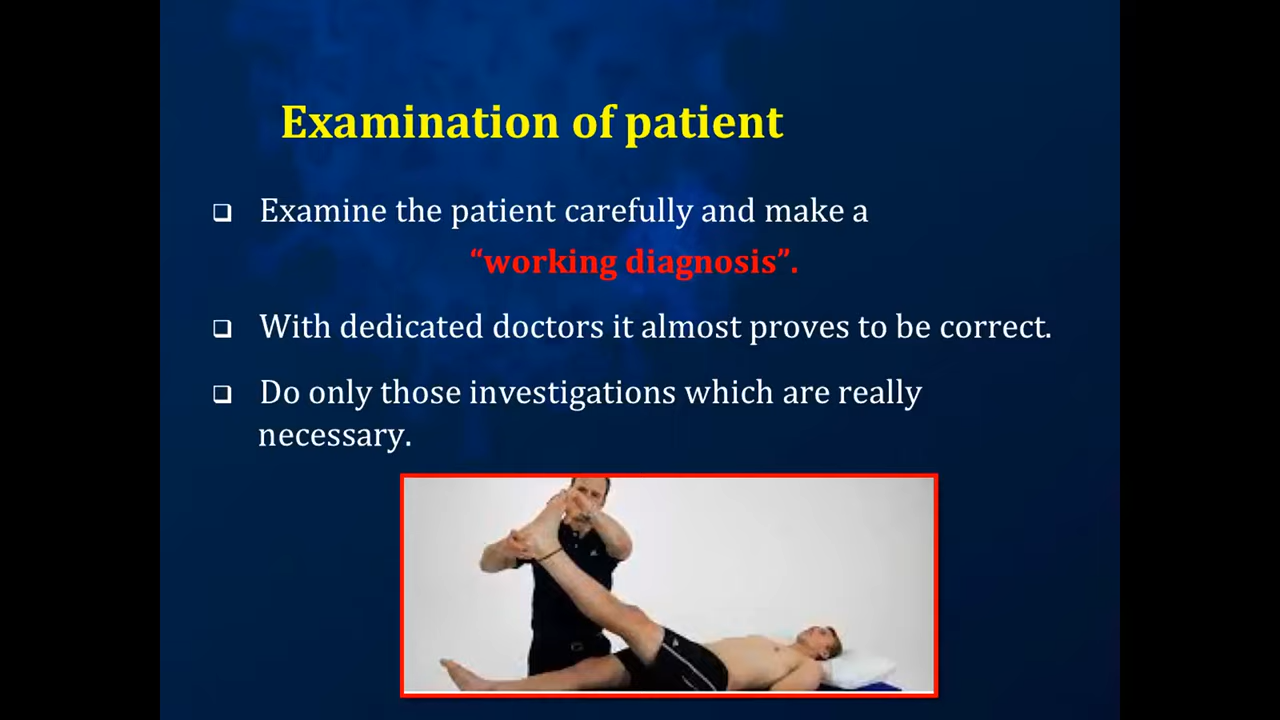 Examination of patient
❑ Examine the patient carefully and make a
“working diagnosis”.
❑ With dedicated doctors it almost proves to be correct.
❑ Do only those investigations which are really
necessary.